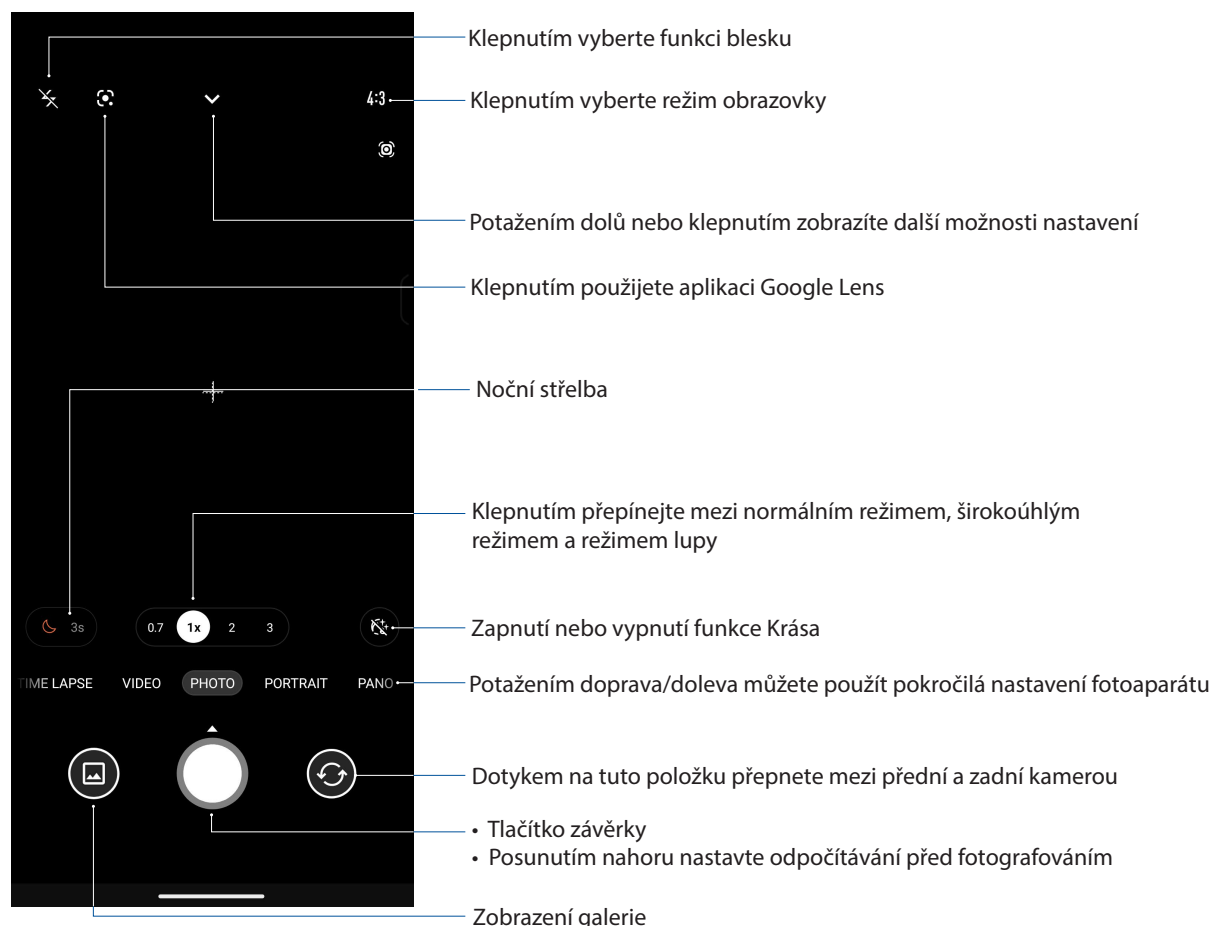 Klepnutím vyberte funkci blesku
4:3
Klepnutím vyberte režim obrazovky
Potažením dolů nebo klepnutím zobrazíte další možnosti nastavení
Klepnutím použijete aplikaci Google Lens
Noční střelba
Klepnutím přepínejte mezi normálním režimem, širokoúhlým
režimem a režimem lupy
3s 0.7 1x 2 3
Zapnutí nebo vypnutí funkce Krása
TIME LAPSE VIDEO PHOTO PORTRAIT PANO
Potažením doprava/doleva můžete použít pokročilá nastavení fotoaparátu
Dotykem na tuto položku přepnete mezi přední a zadní kamerou
• Tlačítko závěrky
• Posunutím nahoru nastavte odpočítávání před fotografováním
Zobrazení galerie